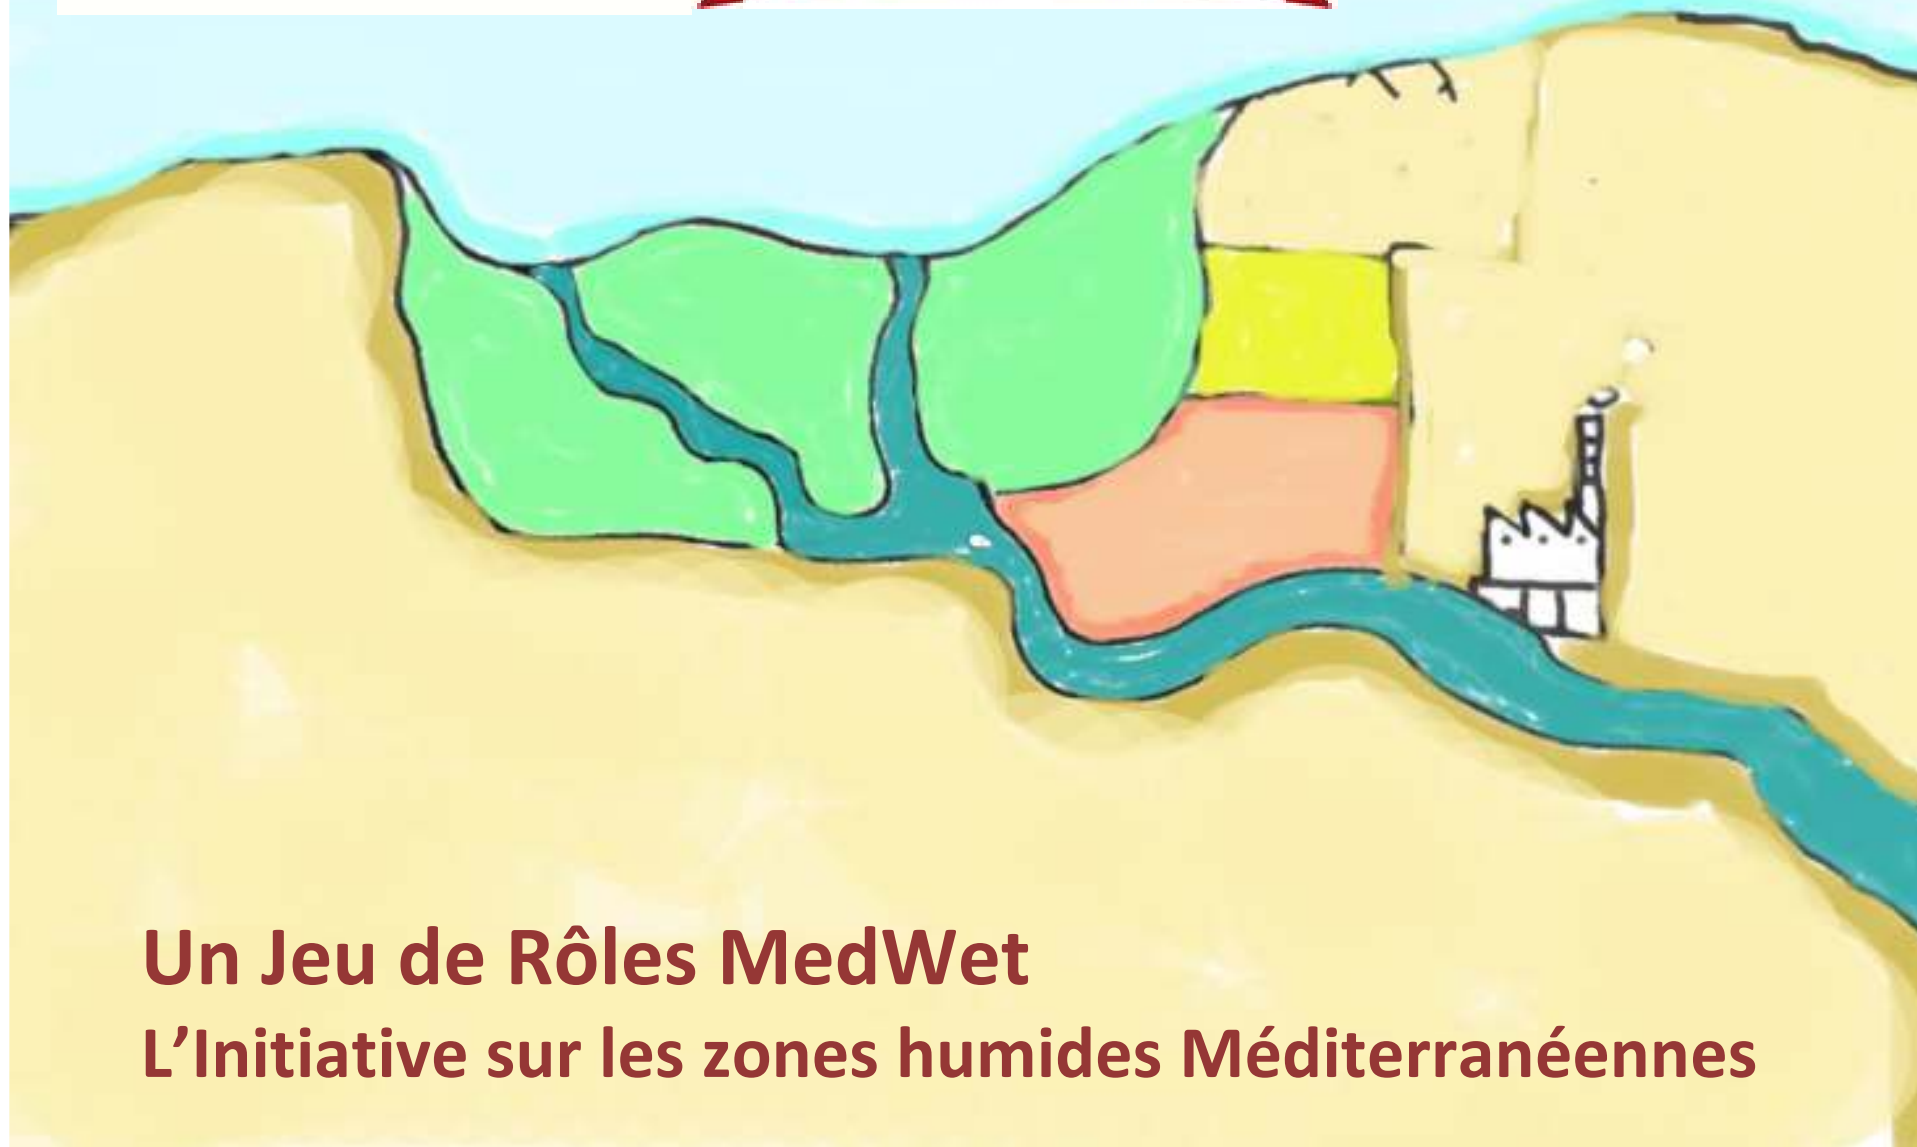 Un Jeu de Rôles MedWet
L’Initiative sur les zones humides Méditerranéennes